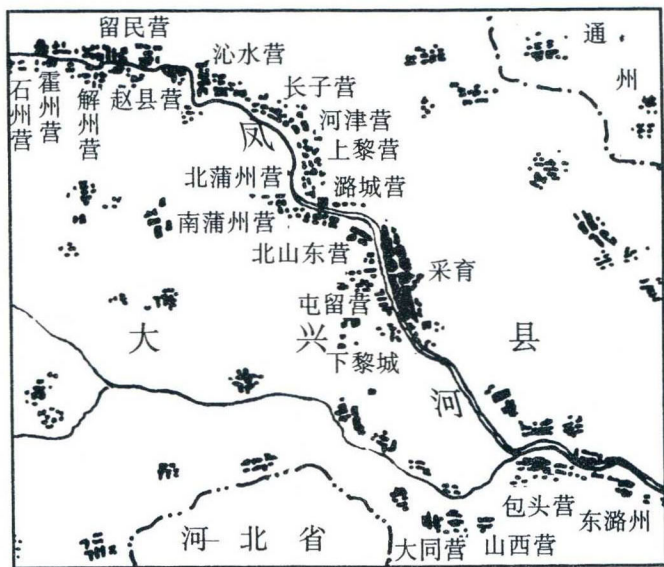 留民营
沁水营
通州
石州营
霍州营
解州营
赵县营
长子营
凤
河津营
上黎营
北蒲州营
潞城营
南蒲州营
北山东营
采育
屯留营
大兴县
下黎城
河
包头营
东潞州
河北省
大同营
山西营